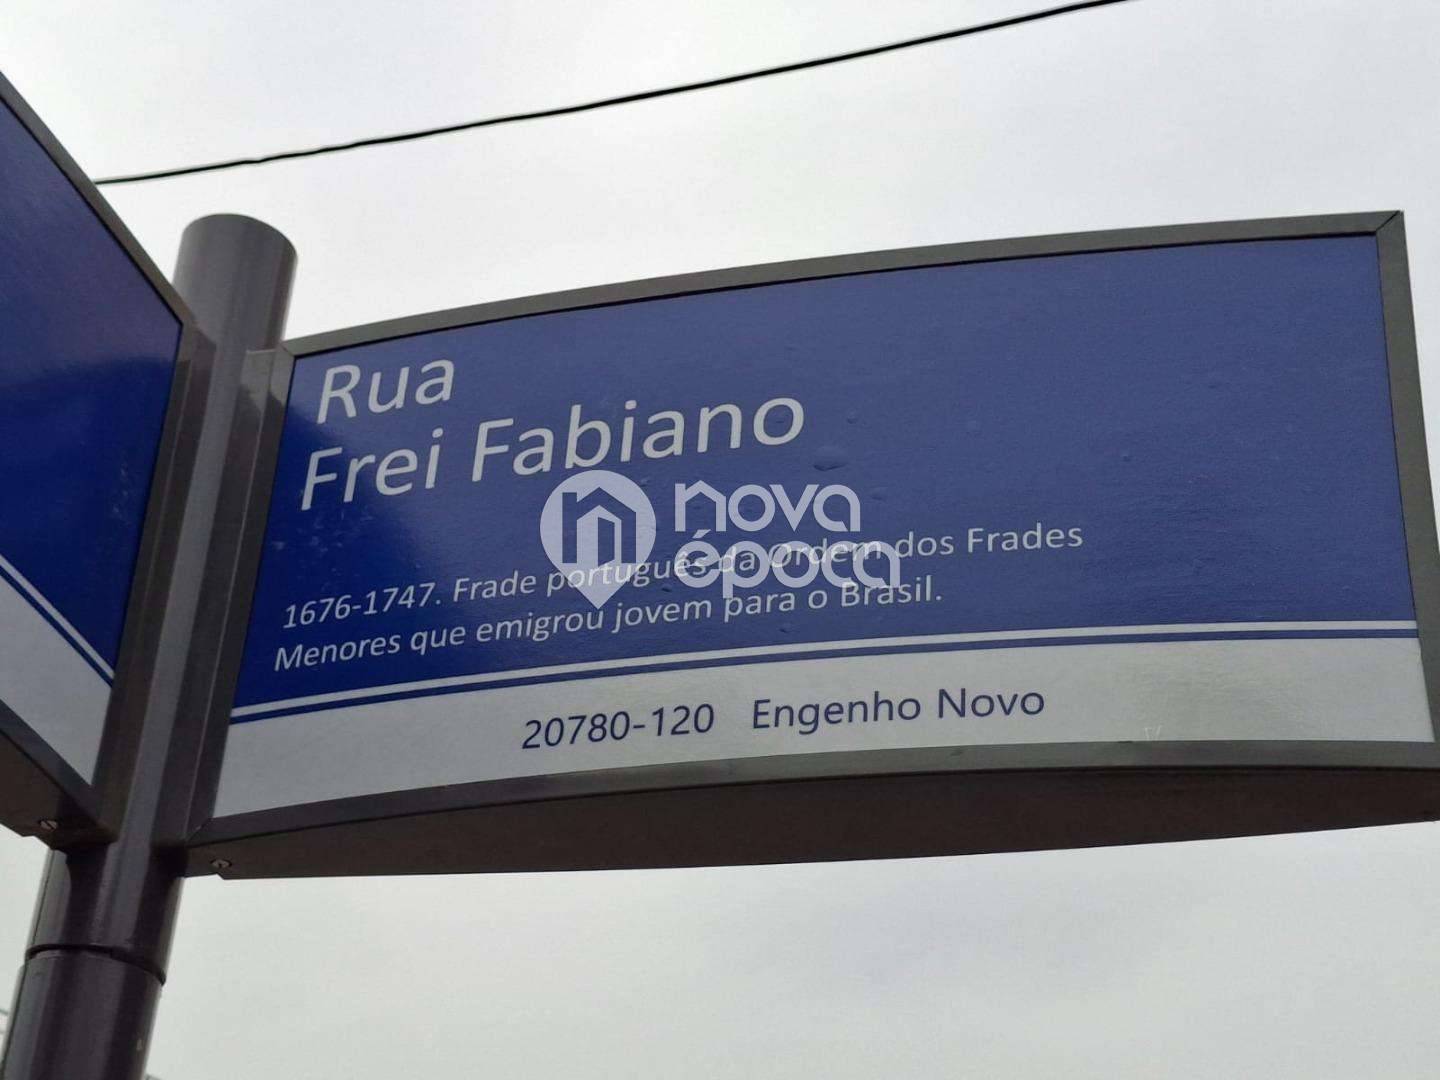 Rua
Frei Fabiano
nova
época
1676-1747. Frade português da Ordem dos Frades
Menores que emigrou jovem para o Brasil.
20780-120 Engenho Novo